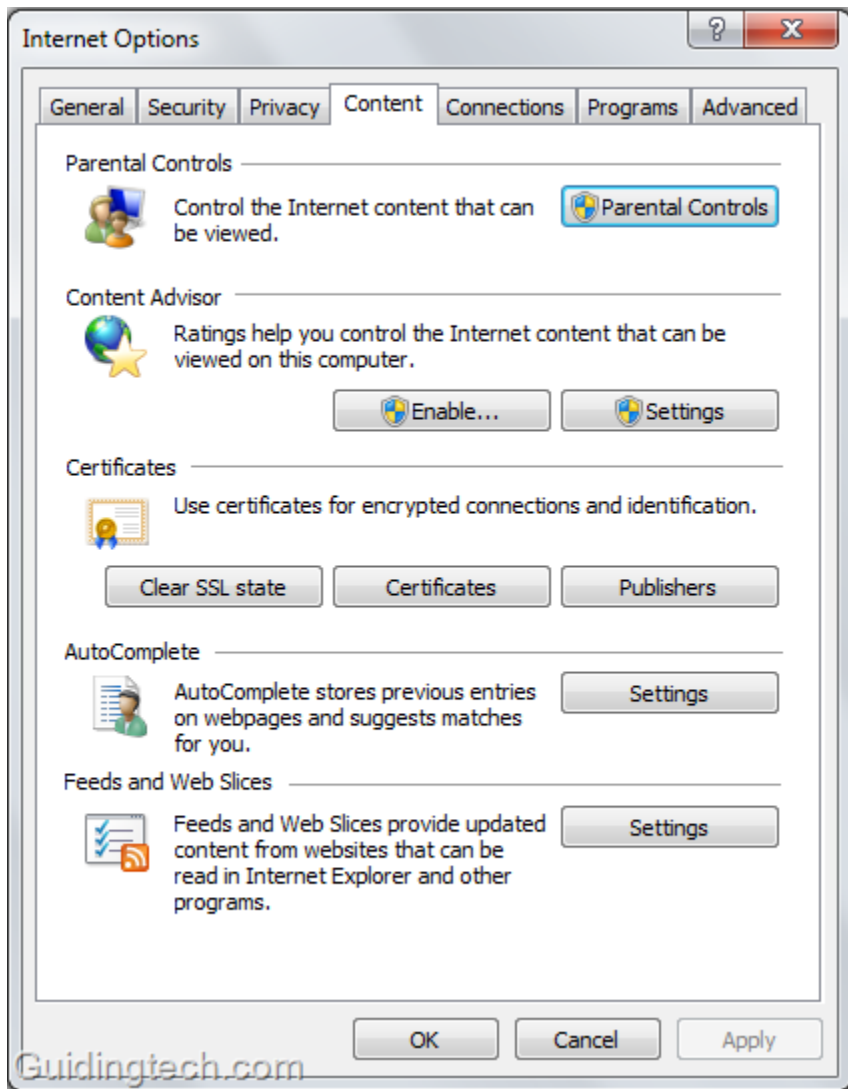 Internet Options
General Security Privacy Content Connections Programs Advanced
Parental Controls
Control the Internet content that can
be viewed.
Parental Controls
Content Advisor
Ratings help you control the Internet content that can be
viewed on this computer.
Enable... Settings
Certificates
Use certificates for encrypted connections and identification.
Clear SSL state Certificates Publishers
AutoComplete
AutoComplete stores previous entries
on webpages and suggests matches
for you.
Settings
Feeds and Web Slices
Feeds and Web Slices provide updated
content from websites that can be
read in Internet Explorer and other
programs.
Settings
OK Cancel Apply
Guidingtech.com